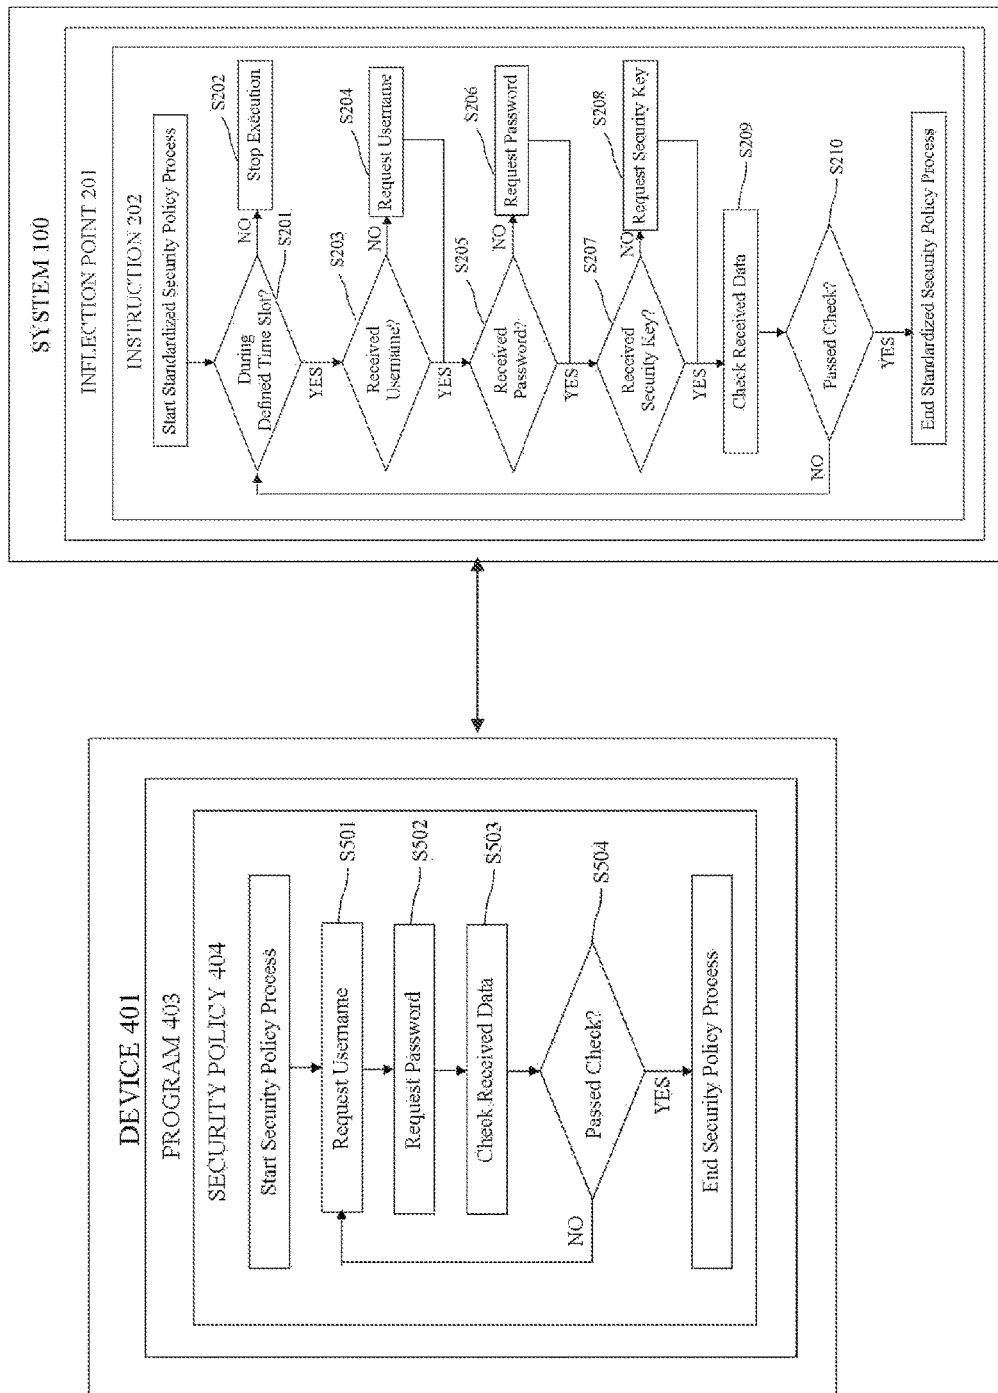 DEVICE 401
PROGRAM 403
SECURITY POLICY 404
Start Security Policy Process
Request Username
S501
Request Password
S502
Check Received Data
S503
Passed Check?
S504
NO
YES
End Security Policy Process
SYSTEM 100
INFLECTION POINT 201
INSTRUCTION 202
Start Standardized Security Policy Process
During
Defined Time Slot?
S201
NO
S202
Stop Execution
YES
Received
Username?
S203
NO
S204
Request Username
YES
Received
Password?
S205
NO
S206
Request Password
YES
Received
Security Key?
S207
NO
S208
Request Security Key
YES
Check Received Data
S209
Passed Check?
S210
NO
YES
End Standardized Security Policy Process